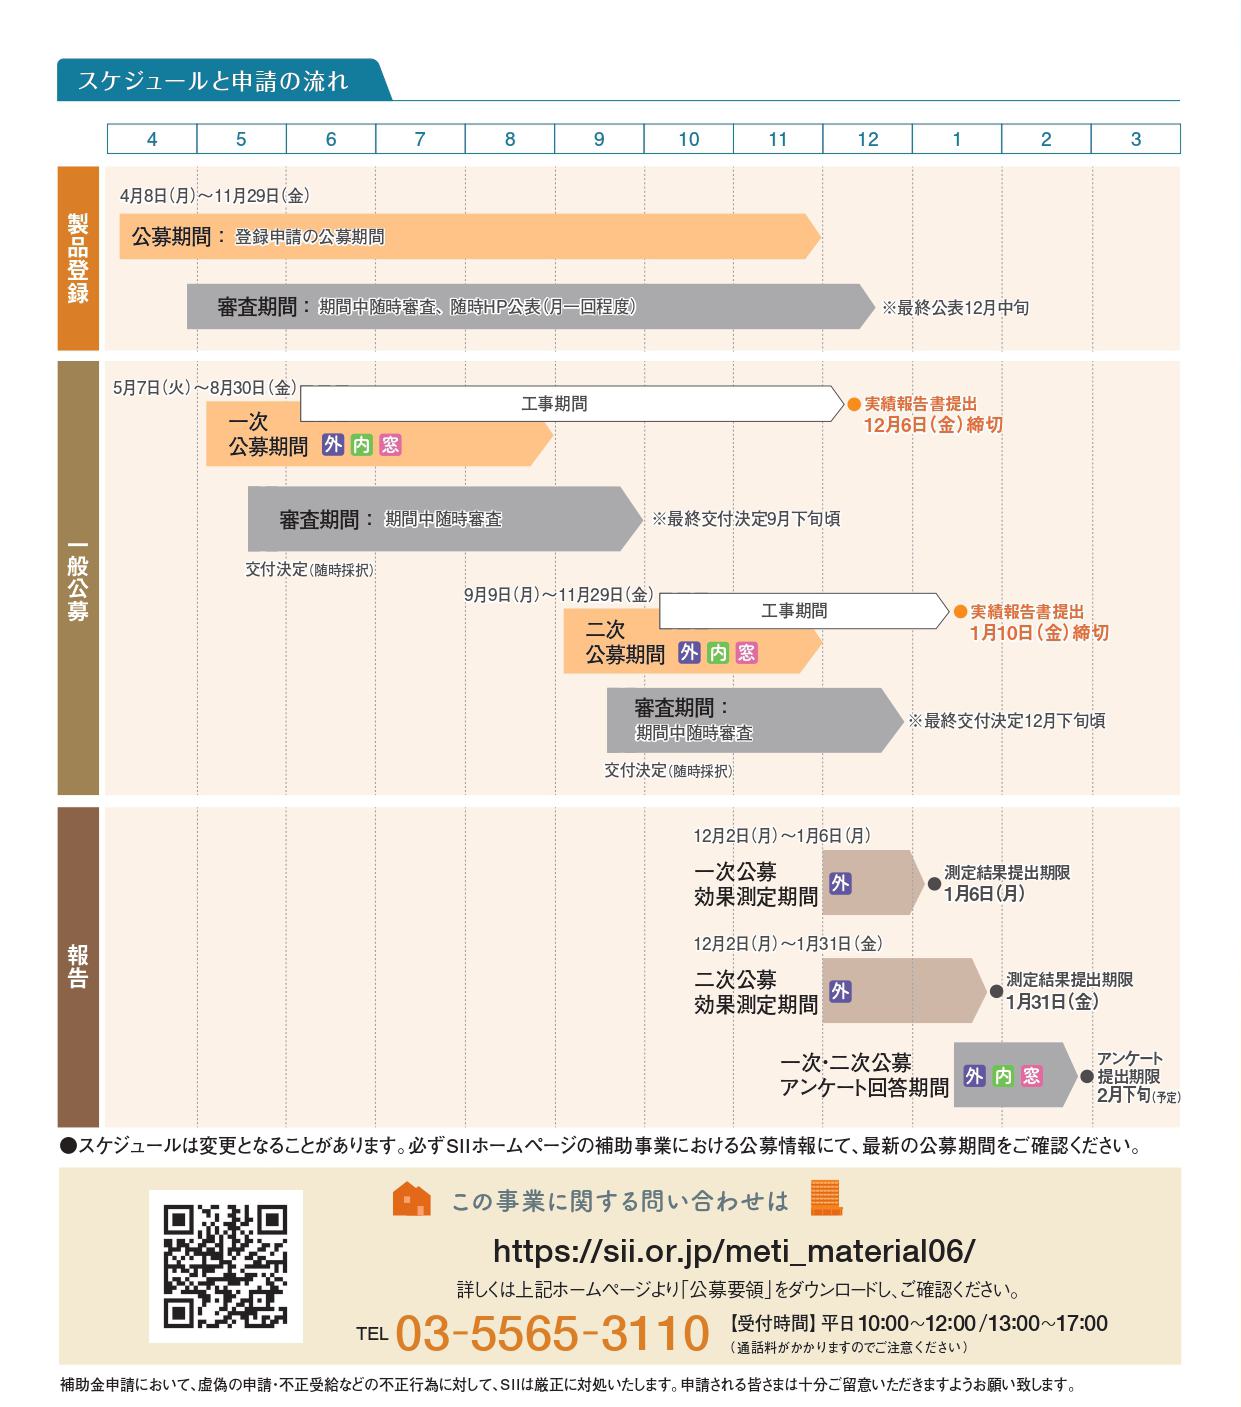 スケジュールと申請の流れ
4 5 6 7 8 9 10 11 12 1 2 3
製品登録
4月8日(月)〜11月29日(金)
公募期間： 登録申請の公募期間
審査期間： 期間中随時審査、随時HP公表(月一回程度)
※最終公表12月中旬
一般公募
5月7日(火)〜8月30日(金)
工事期間
●実績報告書提出
12月6日(金)締切
一次
公募期間 外 内 窓
審査期間： 期間中随時審査
※最終交付決定9月下旬頃
交付決定(随時採択)
9月9日(月)〜11月29日(金)
工事期間
●実績報告書提出
1月10日(金)締切
二次
公募期間 外 内 窓
審査期間：
期間中随時審査
※最終交付決定12月下旬頃
交付決定(随時採択)
報告
12月2日(月)〜1月6日(月)
一次公募
効果測定期間
外
●測定結果提出期限
1月6日(月)
12月2日(月)〜1月31日(金)
二次公募
効果測定期間
外
●測定結果提出期限
1月31日(金)
一次・二次公募
アンケート回答期間
外 内 窓
●アンケート
提出期限
2月下旬(予定)
●スケジュールは変更となることがあります。必ずSIIホームページの補助事業における公募情報にて、最新の公募期間をご確認ください。
この事業に関する問い合わせは
https://sii.or.jp/meti_material06/
詳しくは上記ホームページより「公募要領」をダウンロードし、ご確認ください。
TEL 03-5565-3110
【受付時間】平日10:00〜12:00/13:00〜17:00
(通話料がかかりますのでご注意ください)
補助金申請において、虚偽の申請・不正受給などの不正行為に対して、SIIは厳正に対処いたします。申請される皆さまは十分ご留意いただきますようお願い致します。